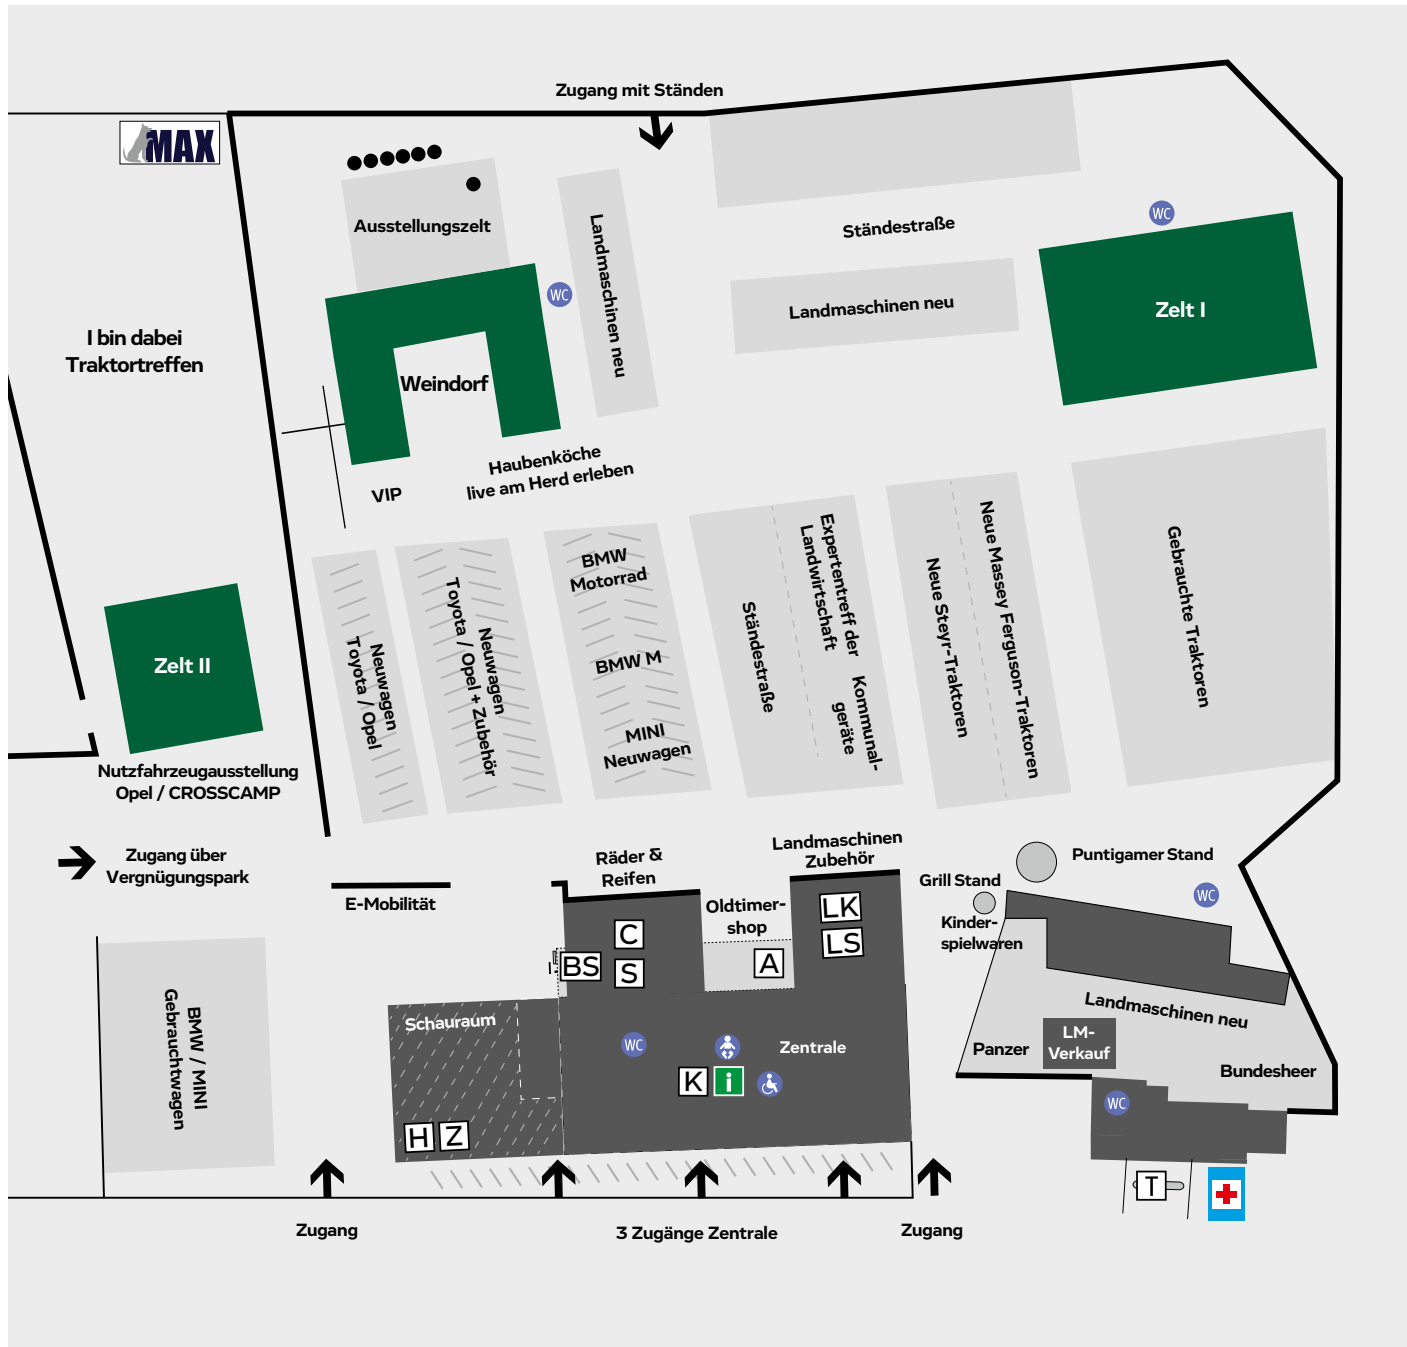 Zugang mit Ständen
MAX
Ausstellungszelt
Landmaschinen neu
WC
Ständestraße
WC
Landmaschinen neu
Zelt I
I bin dabei
Traktortreffen
Weindorf
Haubenköche
live am Herd erleben
VIP
Zelt II
Nutzfahrzeugausstellung
Opel / CROSSCAMP
Neuwagen
Toyota / Opel
Neuwagen
Toyota / Opel + Zubehör
BMW
Motorrad
BMW M
MINI
Neuwagen
Ständestraße
Expertentreff der
Landwirtschaft
Kommunal-
geräte
Neue Steyr-Traktoren
Neue Massey Ferguson-Traktoren
Gebrauchte Traktoren
Zugang über
Vergnügungspark
E-Mobilität
Räder &
Reifen
Landmaschinen
Zubehör
Oldtimer-
shop
Puntigamer Stand
Grill Stand
WC
Kinder-
spielwaren
C
BS
S
A
LK
LS
BMW / MINI
Gebrauchtwagen
Schauraum
WC
Zentrale
K
i
H
Z
Landmaschinen neu
LM-
Verkauf
Panzer
Bundesheer
WC
T
Zugang
3 Zugänge Zentrale
Zugang